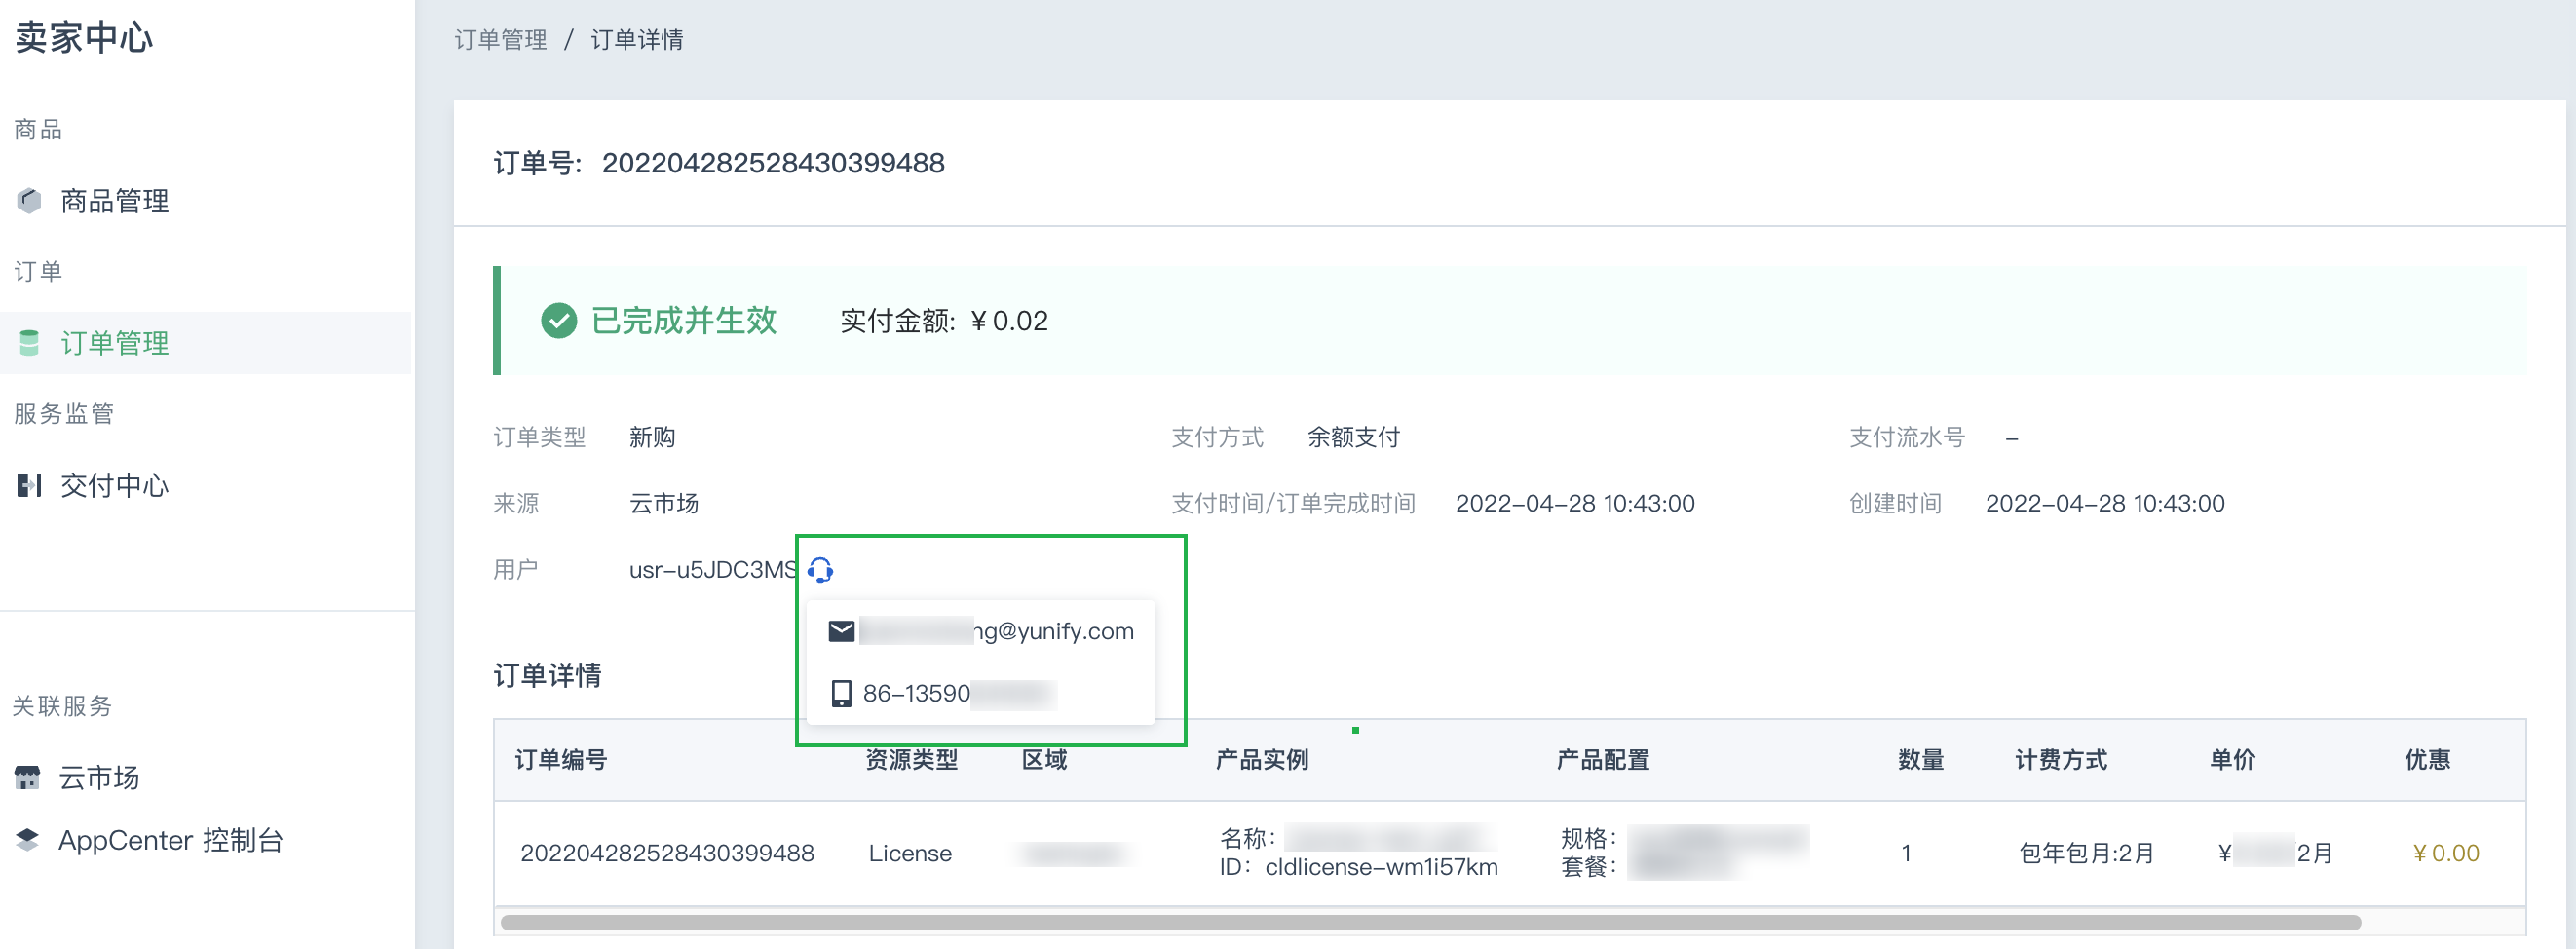 卖家中心
商品
商品管理
订单
订单管理
服务监管
交付中心
关联服务
云市场
AppCenter 控制台
订单管理 / 订单详情
订单号: 202204282528430399488
已完成并生效 实付金额: ¥ 0.02
订单类型 新购 支付方式 余额支付 支付流水号 –
来源 云市场 支付时间/订单完成时间 2022-04-28 10:43:00 创建时间 2022-04-28 10:43:00
用户 usr-u5JDC3MS
ng@yunify.com
86-13590
订单详情
订单编号 资源类型 区域 产品实例 产品配置 数量 计费方式 单价 优惠
202204282528430399488 License 名称: 规格: 1 包年包月:2月 ¥ 2月 ¥ 0.00
ID: cldlicense-wm1i57km 套餐: